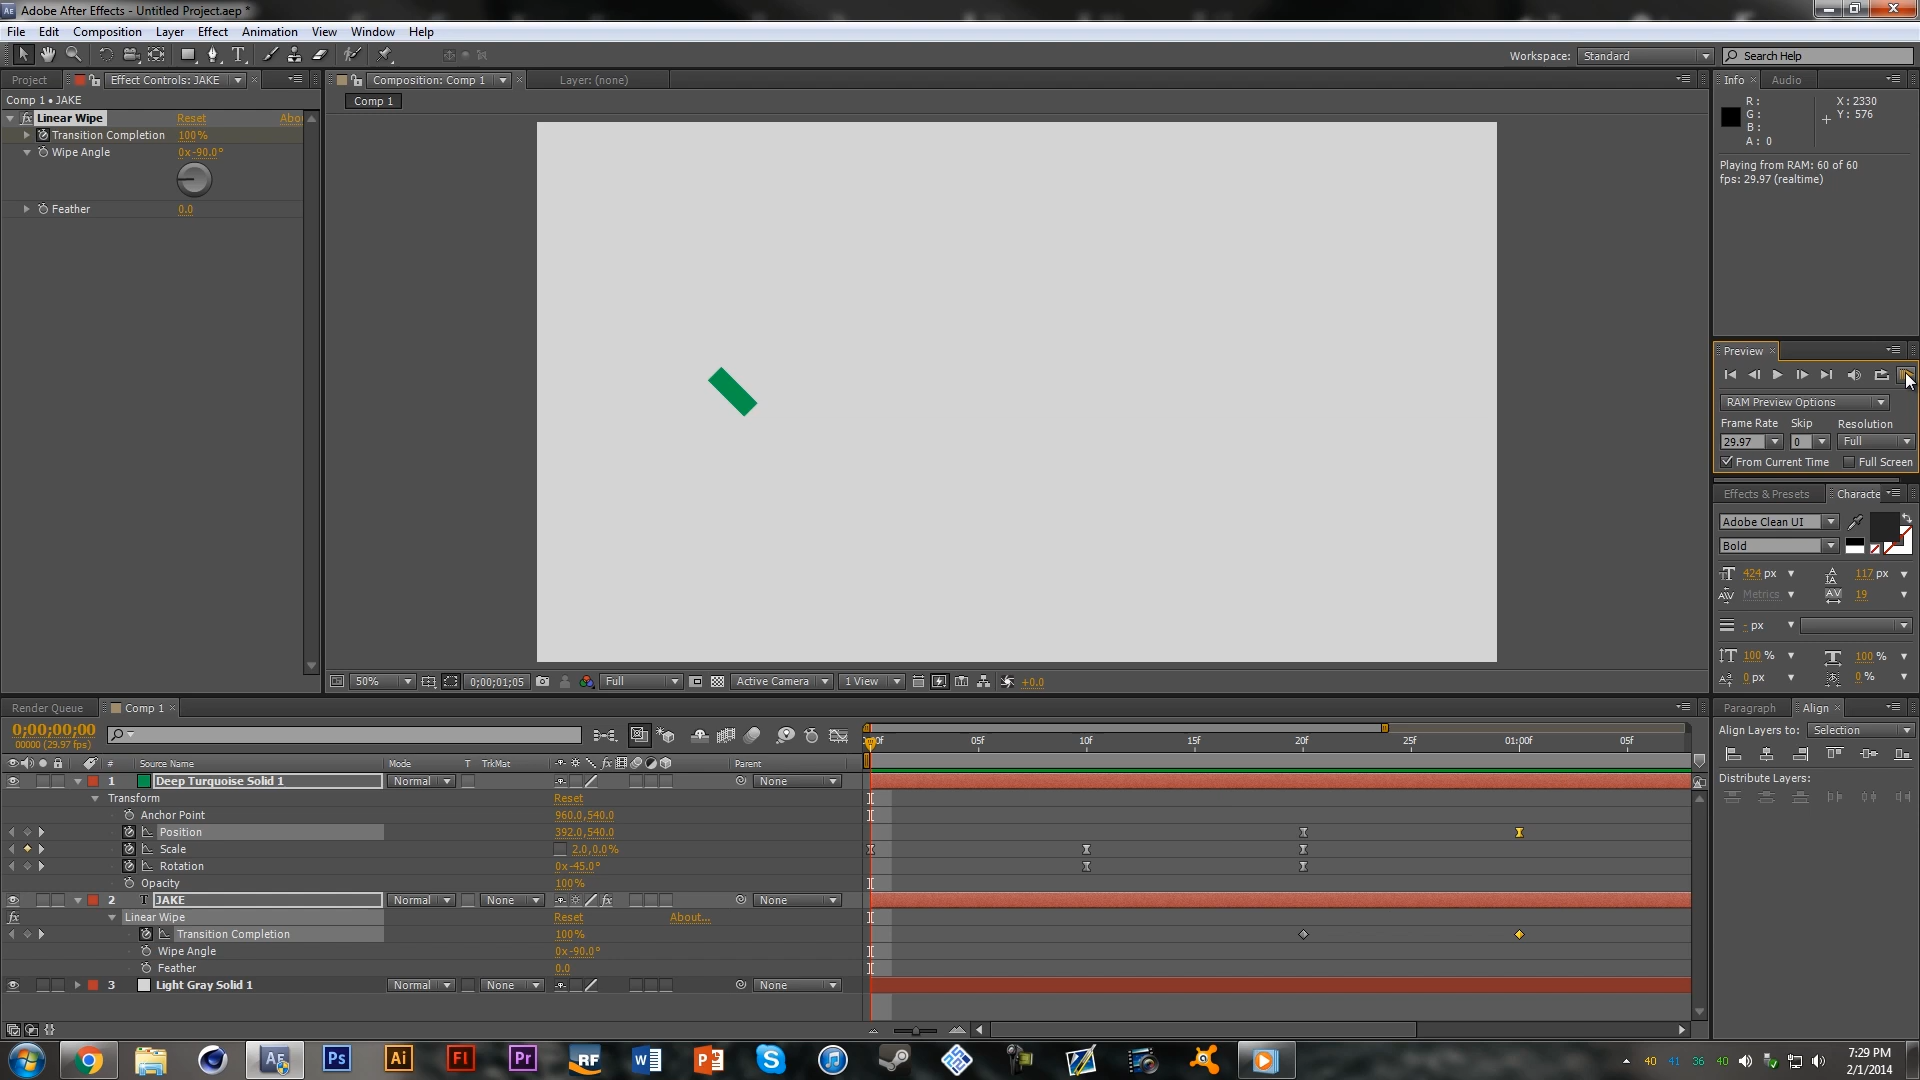 Adobe After Effects - Untitled Project.aep *
File Edit Composition Layer Effect Animation View Window Help
Workspace: Standard Search Help
Project Effect Controls: JAKE Composition: Comp 1 Layer: (none) Info Audio
Comp 1 • JAKE
Comp 1
Linear Wipe Reset Abo
Transition Completion 100%
Wipe Angle 0x-90.0°
Feather 0.0
R:
G:
B:
A: 0
X: 2330
Y: 576
Playing from RAM: 60 of 60
fps: 29.97 (realtime)
Preview
RAM Preview Options
Frame Rate Skip Resolution
29.97 0 Full
From Current Time Full Screen
Effects & Presets Characte
Adobe Clean UI
Bold
424 px 117 px
Metrics 19
- px
100 % 100 %
0 px 0 %
50% 0;00;01;05 Full Active Camera 1 View +0.0
Render Queue Comp 1
Paragraph Align
Align Layers to: Selection
Distribute Layers:
0;00;00;00
00000 (29.97 fps)
05f 10f 15f 20f 25f 01:00f 05f
# Source Name Mode T TrkMat Parent
1 Deep Turquoise Solid 1 Normal None
Transform Reset
Anchor Point 960.0,540.0
Position 392.0,540.0
Scale 2.0,0.0%
Rotation 0x-45.0°
Opacity 100%
2 T JAKE Normal None fx None
fx Linear Wipe Reset About...
Transition Completion 100%
Wipe Angle 0x-90.0°
Feather 0.0
3 Light Gray Solid 1 Normal None None
AE Ps Ai Fl Pr RF W P S
40 41 36 40
7:29 PM
2/1/2014